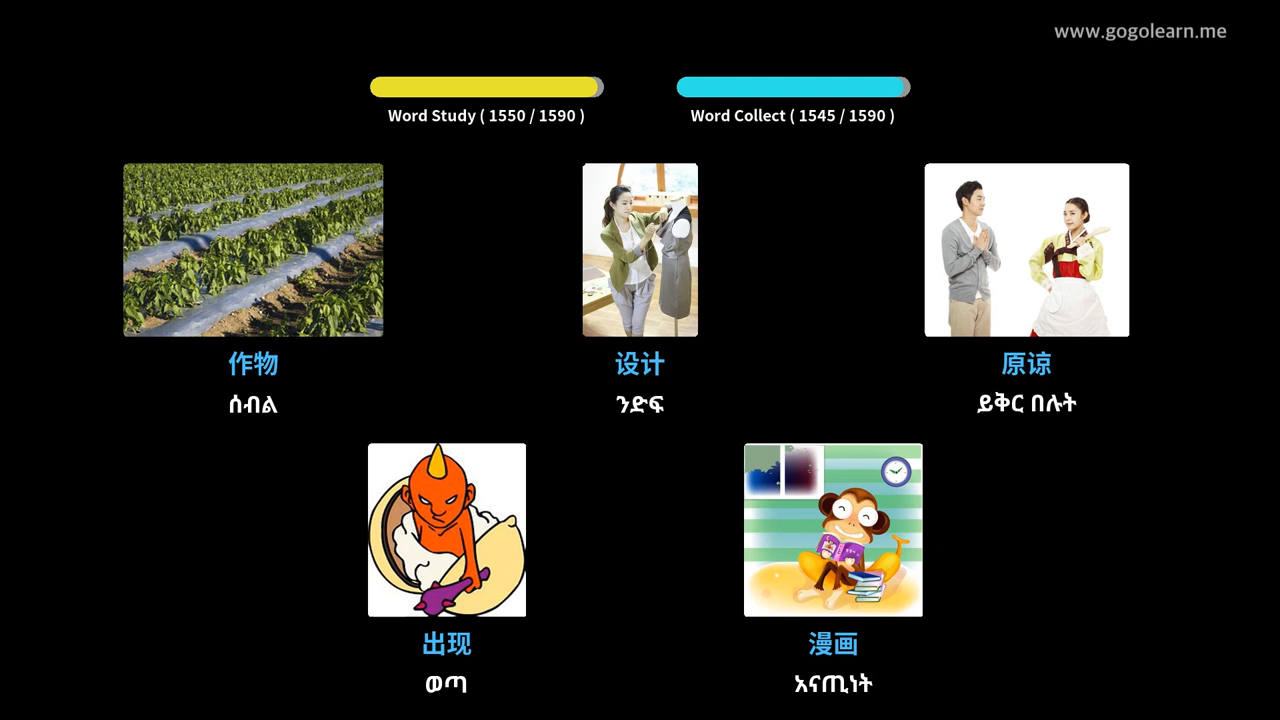 www.gogolearn.me
Word Study ( 1550 / 1590 )
Word Collect ( 1545 / 1590 )
作物
设计
原谅
ሰብል
ንድፍ
ይቅር በሉት
出现
漫画
ወጣ
አናጢነት